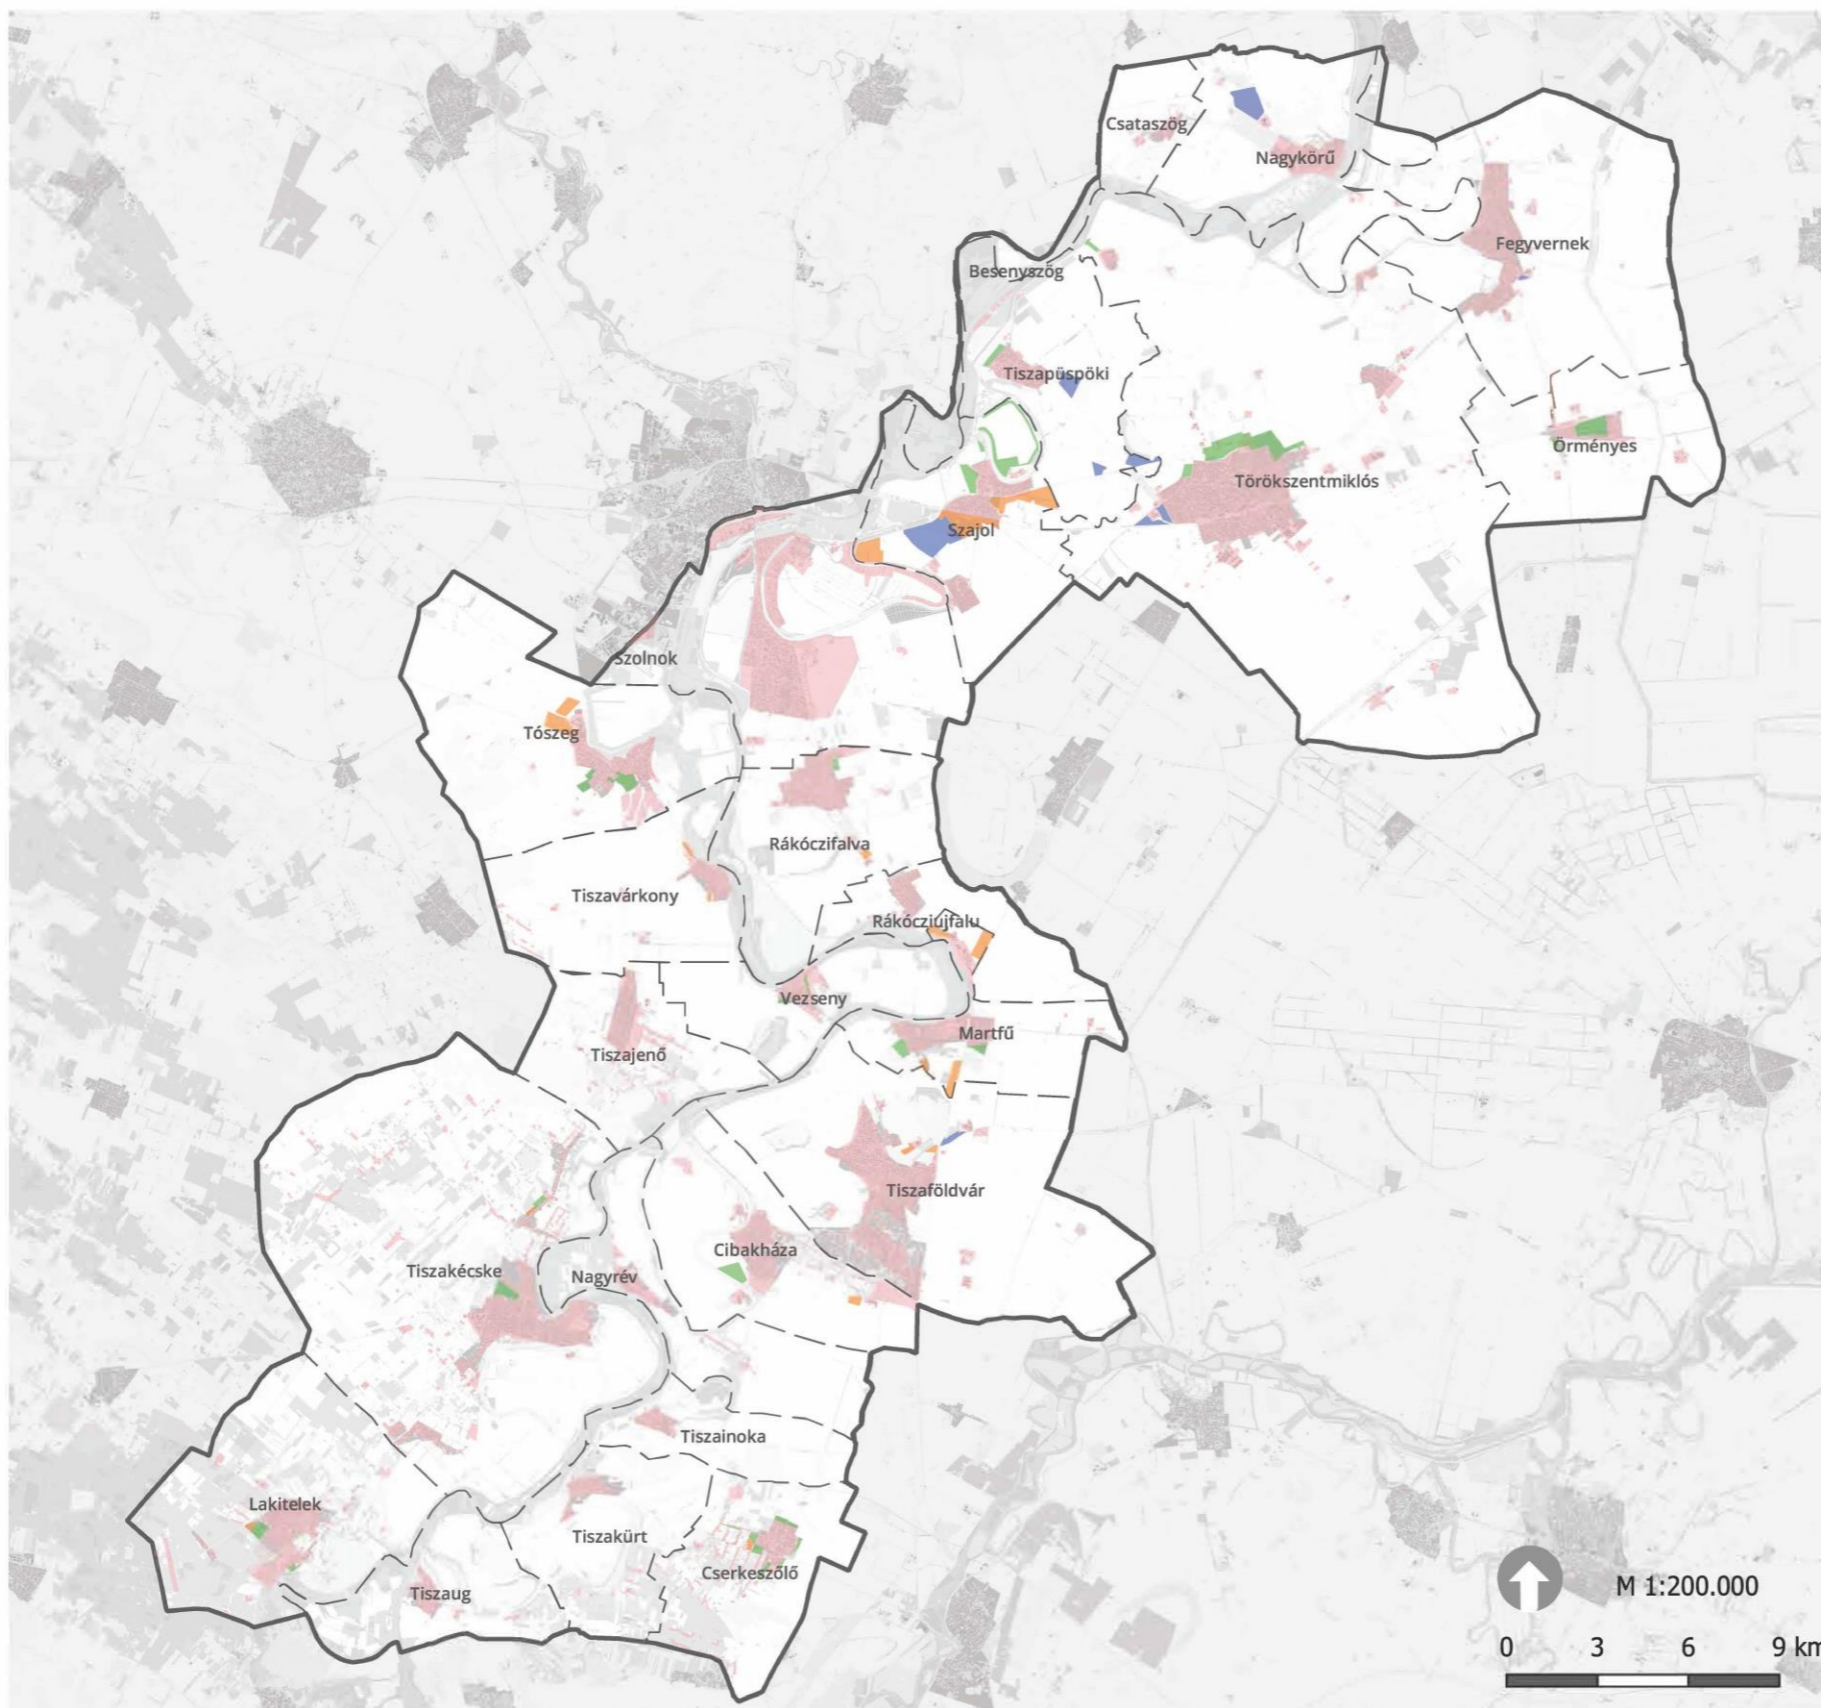 Csataszög
Nagykörű
Fegyvernek
Besenyszög
Tiszapüspöki
Örményes
Törökszentmiklós
Szajol
Szolnok
Tószeg
Rákóczifalva
Tiszavárkony
Rákócziujfalu
Vezseny
Martfű
Tiszajenő
Tiszaföldvár
Cibakháza
Tiszakécske
Nagyrév
Tiszainoka
Lakitelek
Tiszakürt
Cserkeszőlő
Tiszaug
M 1:200.000
0 3 6 9 km